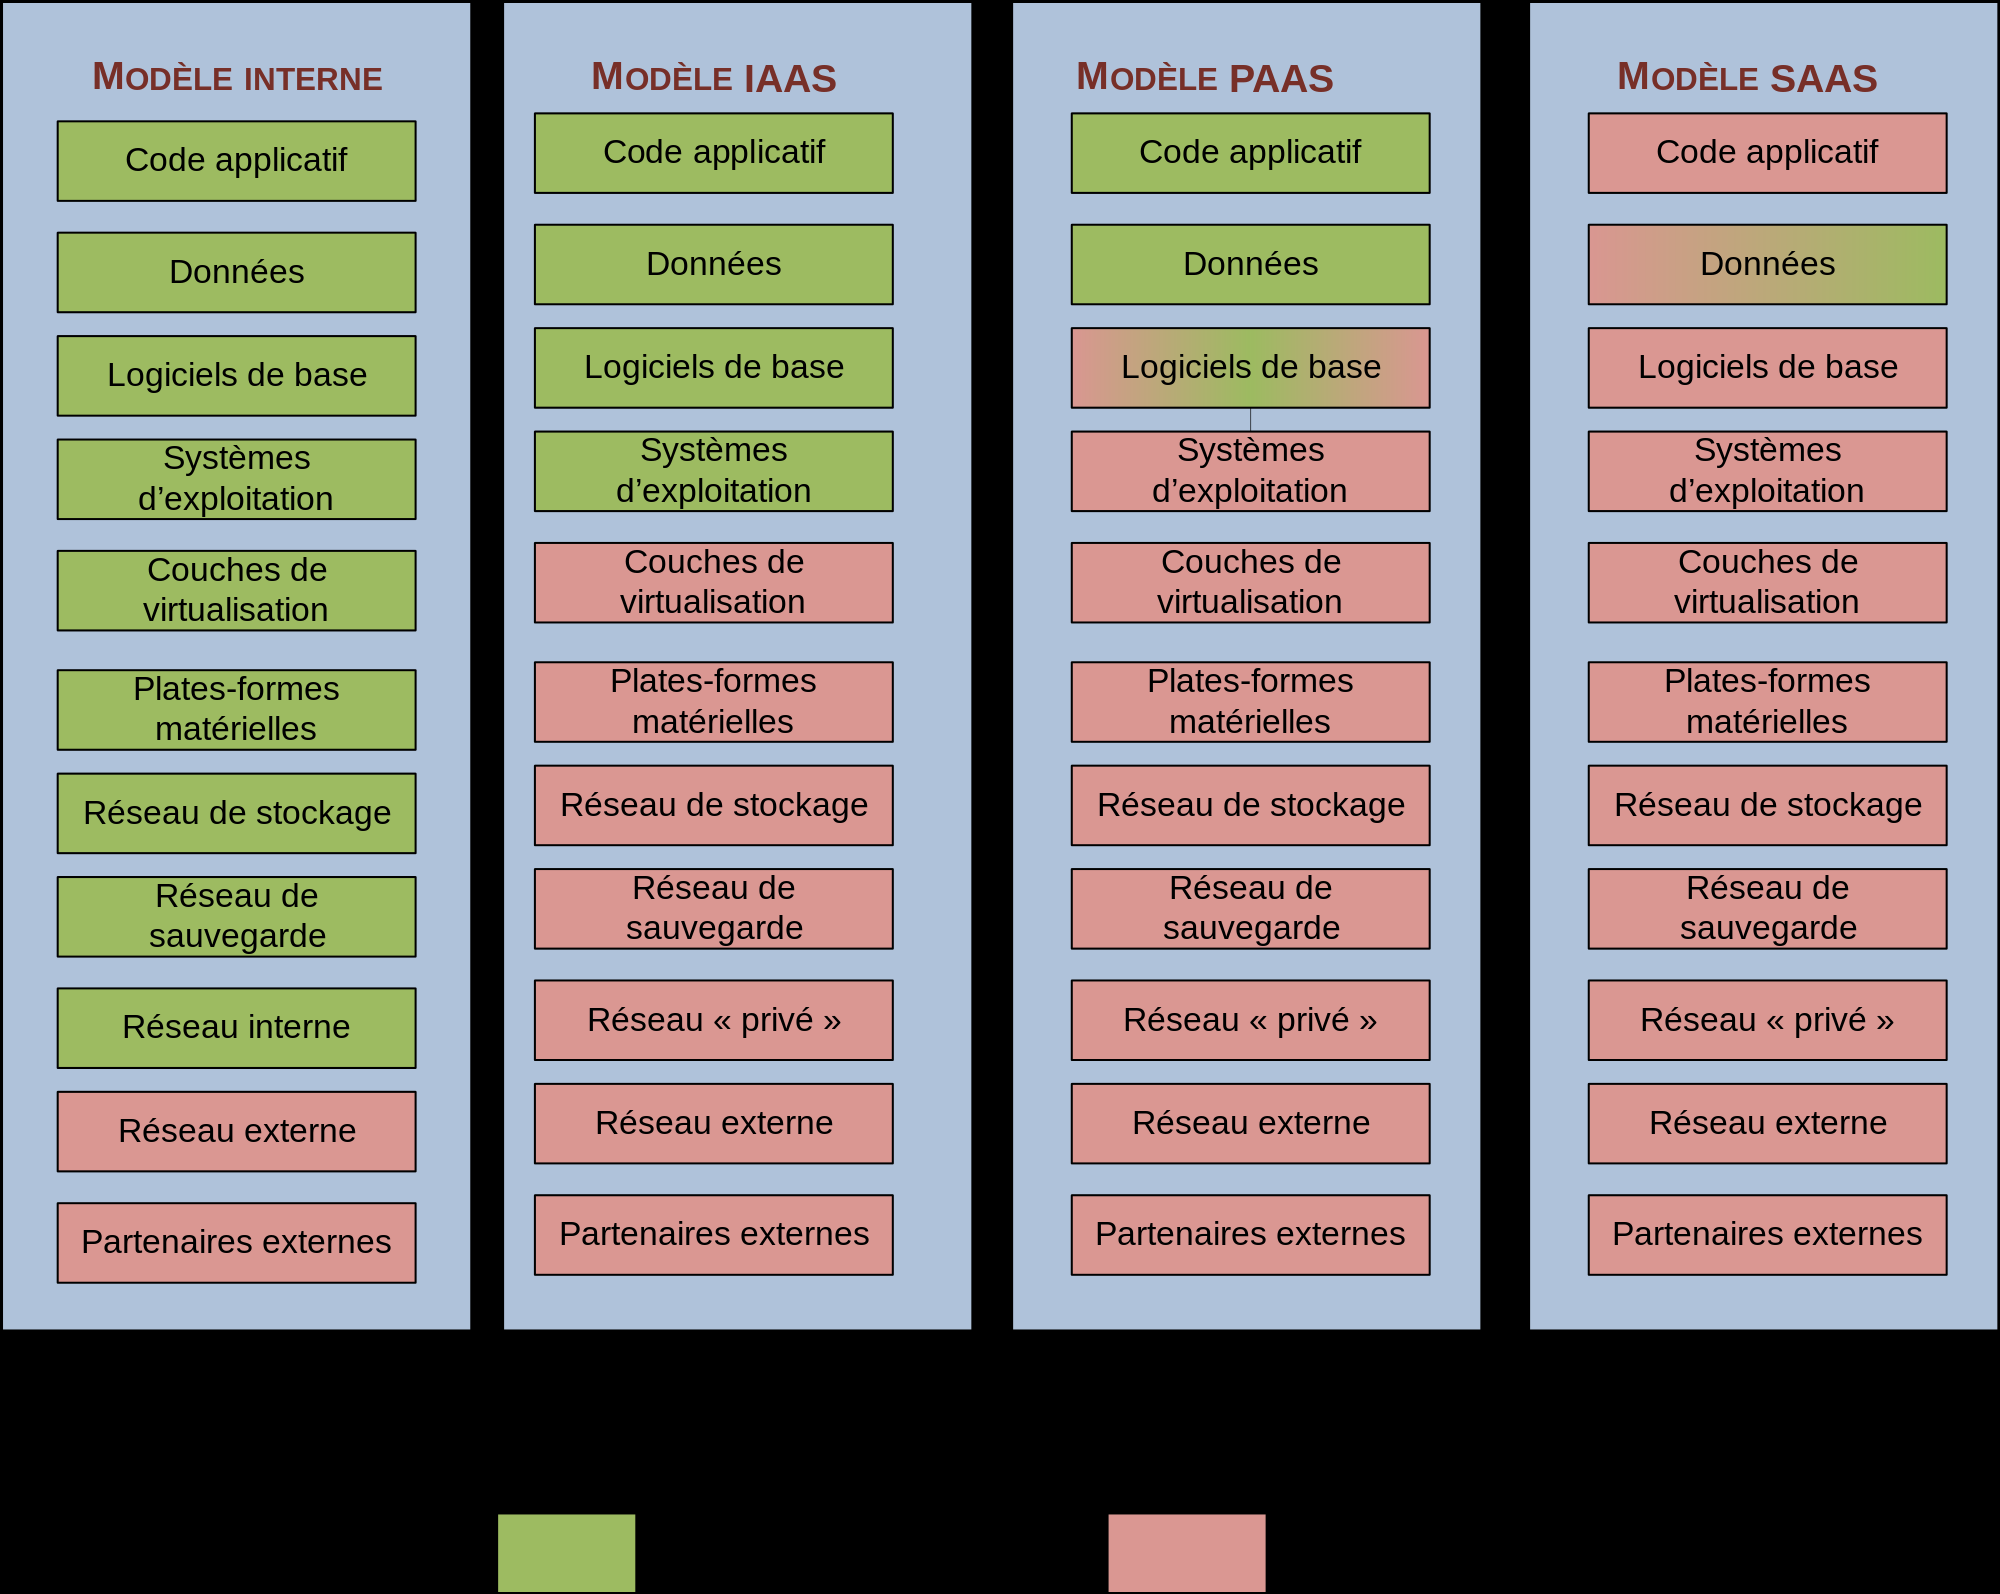 Modèle interne
Code applicatif
Données
Logiciels de base
Systèmes
d’exploitation
Couches de
virtualisation
Plates-formes
matérielles
Réseau de stockage
Réseau de
sauvegarde
Réseau interne
Réseau externe
Partenaires externes
Modèle IAAS
Code applicatif
Données
Logiciels de base
Systèmes
d’exploitation
Couches de
virtualisation
Plates-formes
matérielles
Réseau de stockage
Réseau de
sauvegarde
Réseau « privé »
Réseau externe
Partenaires externes
Modèle PAAS
Code applicatif
Données
Logiciels de base
Systèmes
d’exploitation
Couches de
virtualisation
Plates-formes
matérielles
Réseau de stockage
Réseau de
sauvegarde
Réseau « privé »
Réseau externe
Partenaires externes
Modèle SAAS
Code applicatif
Données
Logiciels de base
Systèmes
d’exploitation
Couches de
virtualisation
Plates-formes
matérielles
Réseau de stockage
Réseau de
sauvegarde
Réseau « privé »
Réseau externe
Partenaires externes